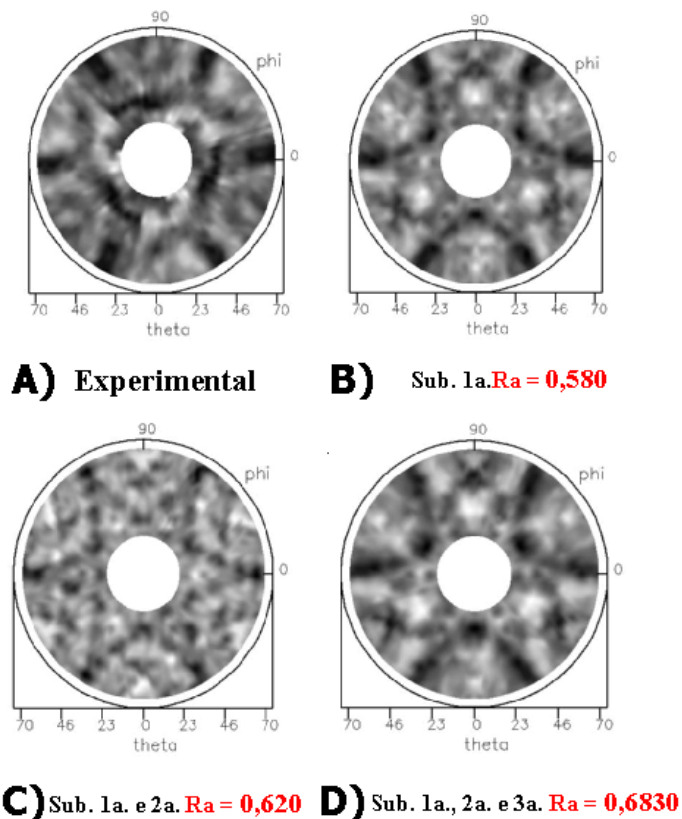 90
phi
0
70 46 23 0 23 46 70
theta
A) Experimental
90
phi
0
70 46 23 0 23 46 70
theta
B) Sub. 1a.Ra = 0,580
90
phi
0
70 46 23 0 23 46 70
theta
C) Sub. 1a. e 2a. Ra = 0,620
90
phi
0
70 46 23 0 23 46 70
theta
D) Sub. 1a., 2a. e 3a. Ra = 0,6830